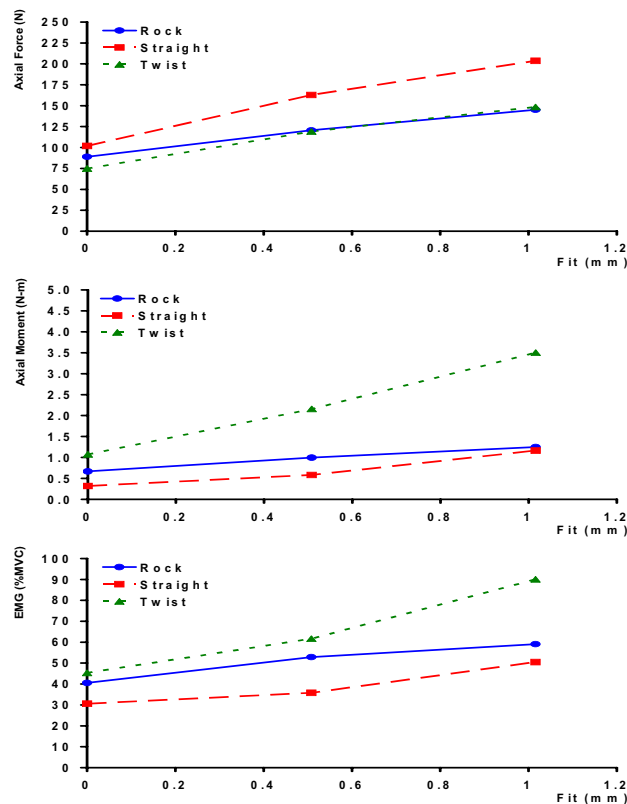 Axial Force (N)
250
225
200
175
150
125
100
75
50
25
0
Rock
Straight
Twist
0 0.2 0.4 0.6 0.8 1 1.2
Fit (mm)
Axial Moment (N-m)
5.0
4.5
4.0
3.5
3.0
2.5
2.0
1.5
1.0
0.5
0.0
Rock
Straight
Twist
0 0.2 0.4 0.6 0.8 1 1.2
Fit (mm)
EMG (%MVC)
100
90
80
70
60
50
40
30
20
10
0
Rock
Straight
Twist
0 0.2 0.4 0.6 0.8 1 1.2
Fit (mm)